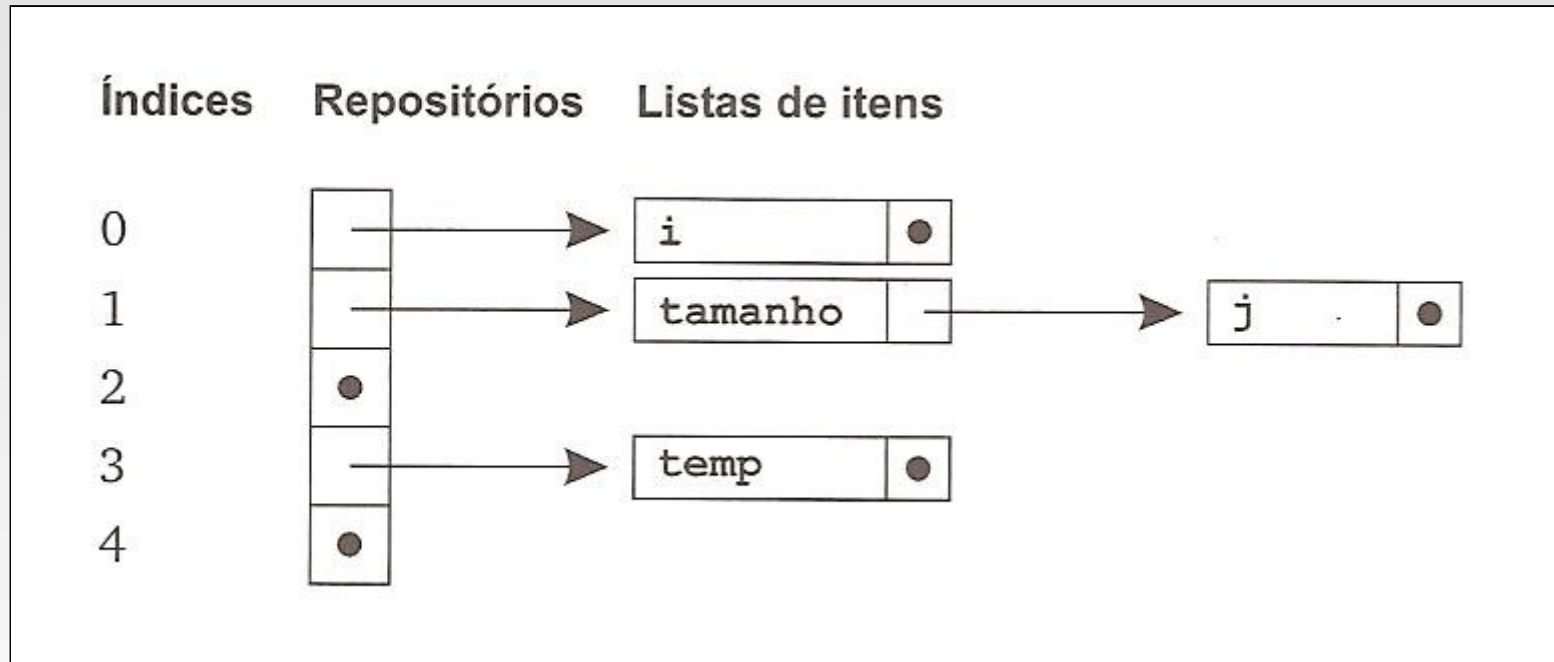 Índices Repositórios Listas de itens
0 i
1 tamanho j
2
3 temp
4